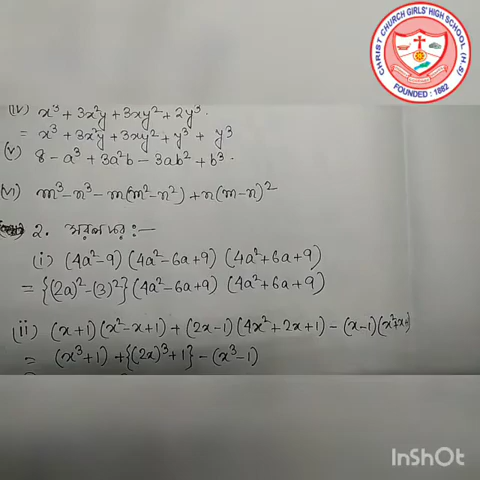 CHRIST CHURCH GIRLS' HIGH SCHOOL (H.S)
FOUNDED : 1882
(iv) x³ + 3x²y + 3xy² + 2y³.
= x³ + 3x²y + 3xy² + y³ + y³
(v) 8 - a³ + 3a²b - 3ab² + b³.
(vi) m³ - n³ - m(m² - n²) + n(m - n)²
2. সরল কর :—
(i) (4a² - 9) (4a² - 6a + 9) (4a² + 6a + 9)
= {(2a)² - (3)²} (4a² - 6a + 9) (4a² + 6a + 9)
(ii) (x + 1) (x² - x + 1) + (2x - 1) (4x² + 2x + 1) - (x - 1) (x² + x + 1)
= (x³ + 1) + {(2x)³ + 1} - (x³ - 1)
InShOt